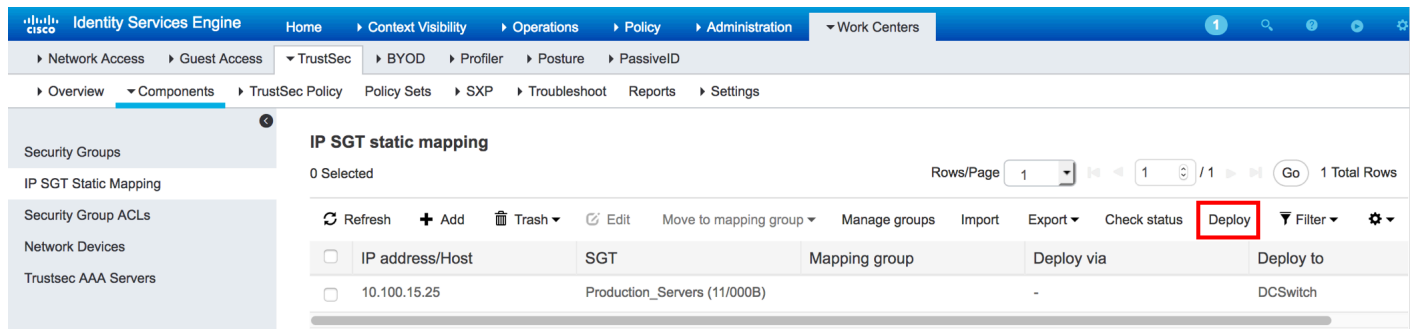 cisco Identity Services Engine Home Context Visibility Operations Policy Administration Work Centers 1
Network Access Guest Access TrustSec BYOD Profiler Posture PassiveID
Overview Components TrustSec Policy Policy Sets SXP Troubleshoot Reports Settings
Security Groups
IP SGT Static Mapping
Security Group ACLs
Network Devices
Trustsec AAA Servers
IP SGT static mapping
0 Selected Rows/Page 1 1 / 1 Go 1 Total Rows
Refresh Add Trash Edit Move to mapping group Manage groups Import Export Check status Deploy Filter
IP address/Host SGT Mapping group Deploy via Deploy to
10.100.15.25 Production_Servers (11/000B) - DCSwitch